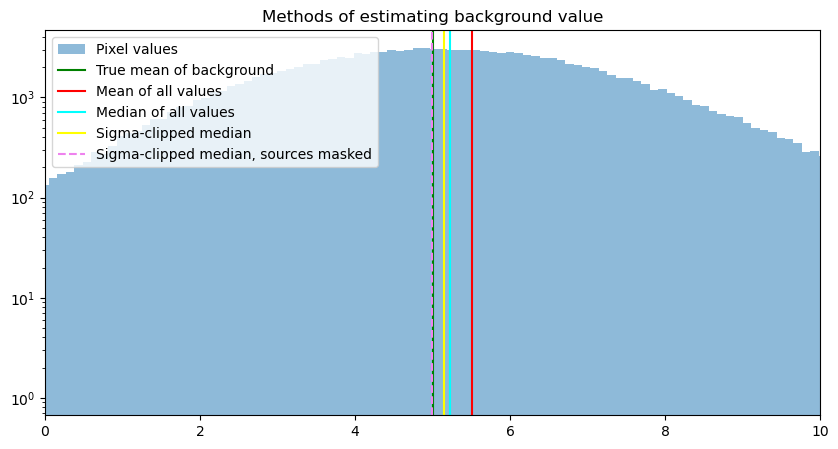 Methods of estimating background value
Pixel values
True mean of background
Mean of all values
Median of all values
Sigma-clipped median
Sigma-clipped median, sources masked
10³
10²
10¹
10⁰
0 2 4 6 8 10